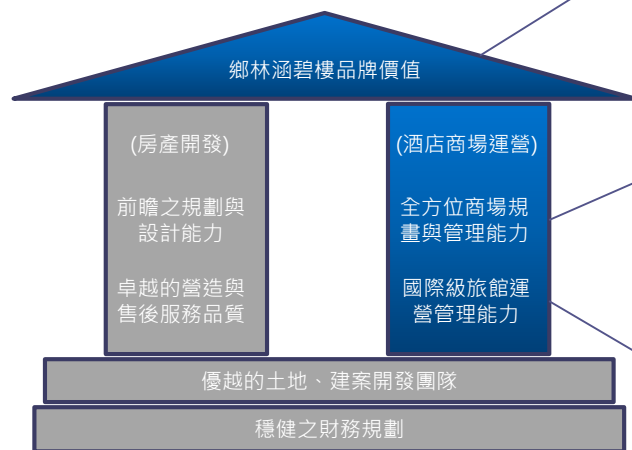 鄉林涵碧樓品牌價值
(房產開發)
前瞻之規劃與
設計能力
卓越的營造與
售後服務品質
(酒店商場運營)
全方位商場規
畫與管理能力
國際級旅館運
營管理能力
優越的土地、建案開發團隊
穩健之財務規劃